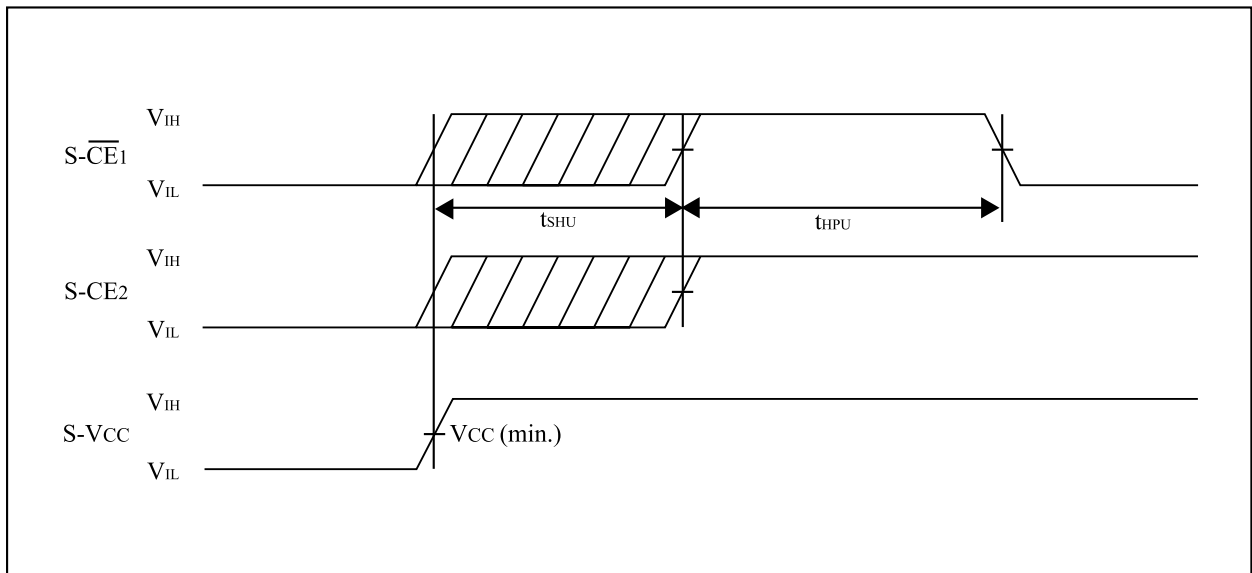 VIH
S-CE1
VIL
tSHU
tHPU
VIH
S-CE2
VIL
VIH
S-VCC
VCC (min.)
VIL